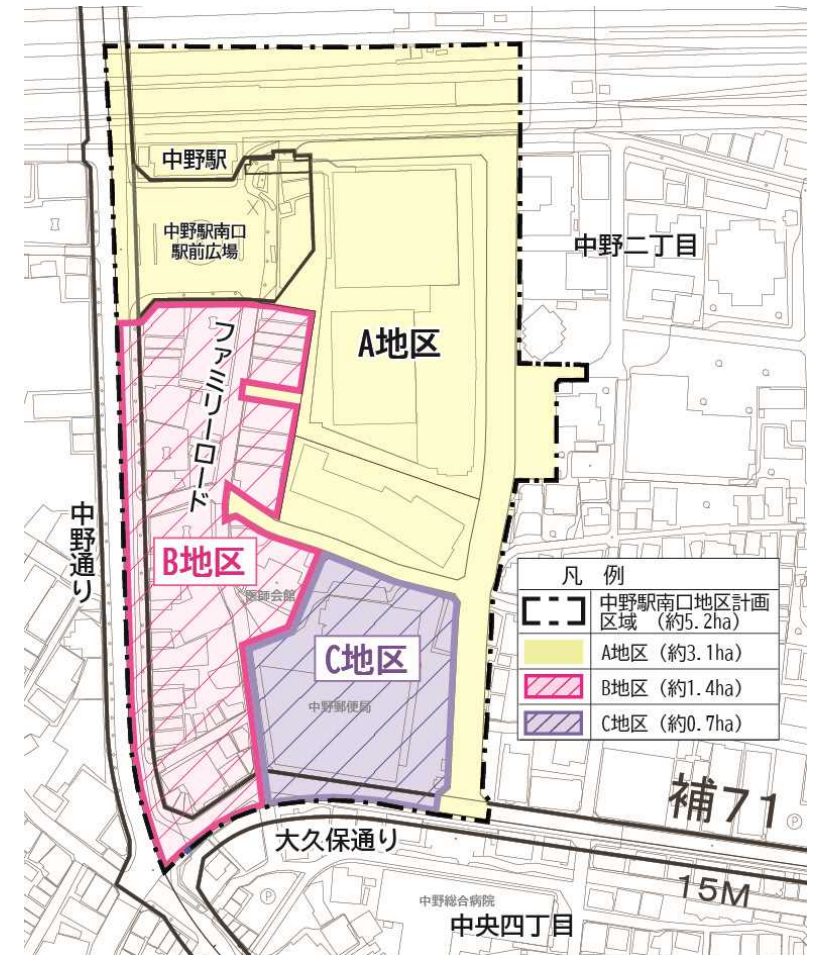 中野駅
中野駅南口
駅前広場
中野二丁目
A地区
ファミリーロード
中野通り
B地区
医師会館
C地区
中野郵便局
凡 例
中野駅南口地区計画
区域 (約5.2ha)
A地区 (約3.1ha)
B地区 (約1.4ha)
C地区 (約0.7ha)
補71
大久保通り
15M
中野総合病院
中央四丁目
P
P